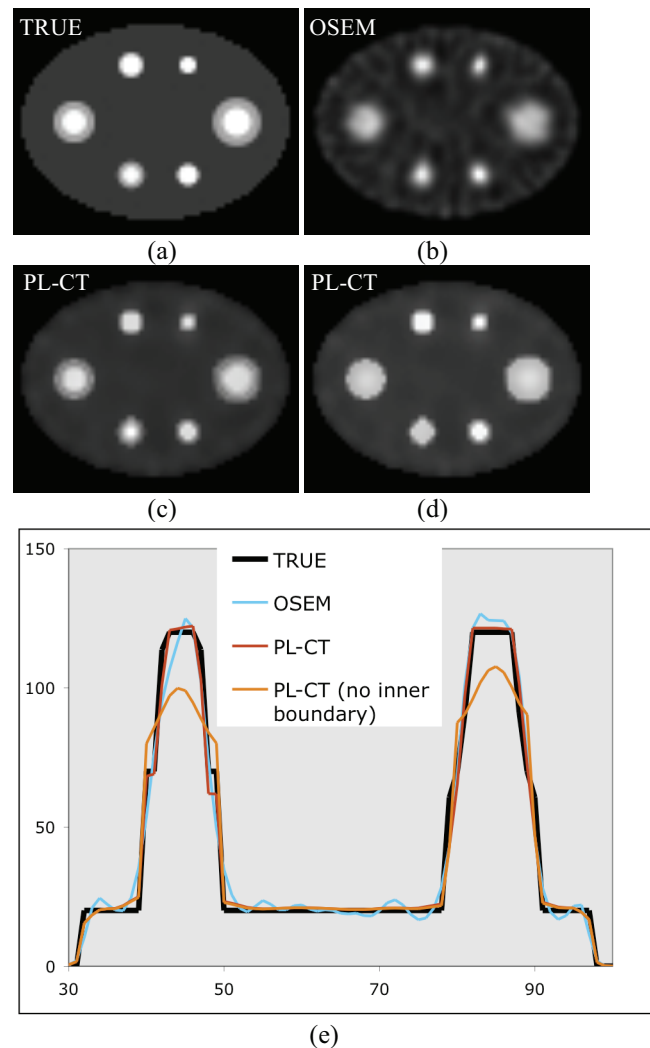 TRUE
OSEM
(a)
(b)
PL-CT
PL-CT
(c)
(d)
150
100
50
0
30
50
70
90
TRUE
OSEM
PL-CT
PL-CT (no inner
boundary)
(e)